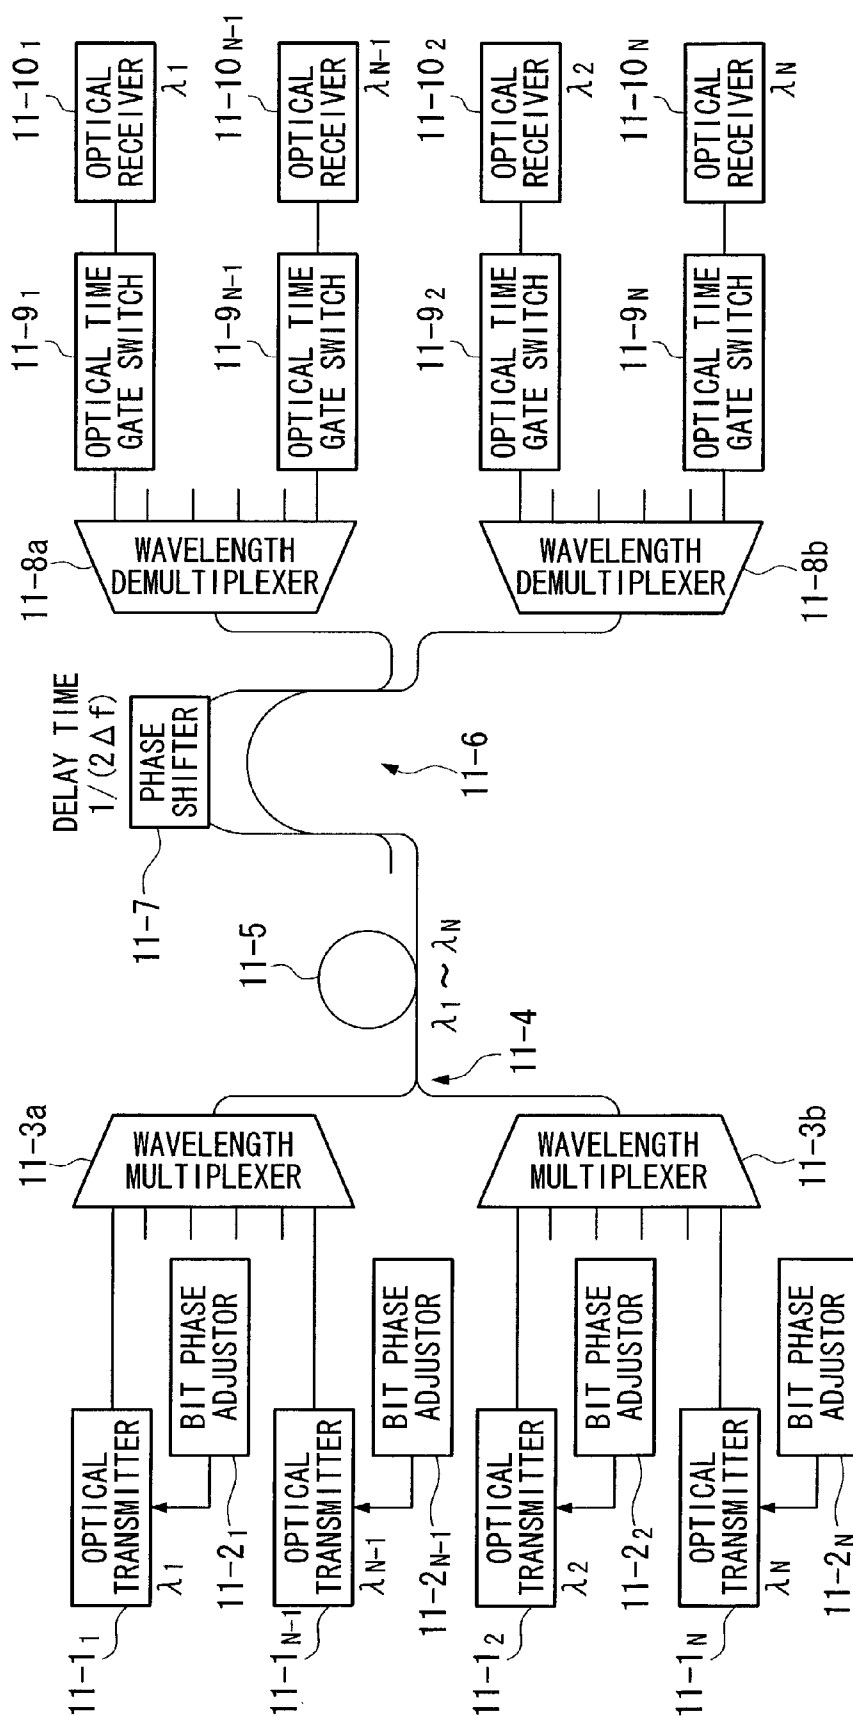 11-1₁
OPTICAL
TRANSMITTER
λ₁
11-2₁
BIT PHASE
ADJUSTOR
11-1N-1
OPTICAL
TRANSMITTER
λN-1
11-2N-1
BIT PHASE
ADJUSTOR
11-1₂
OPTICAL
TRANSMITTER
λ₂
11-2₂
BIT PHASE
ADJUSTOR
11-1N
OPTICAL
TRANSMITTER
λN
11-2N
BIT PHASE
ADJUSTOR
11-3a
WAVELENGTH
MULTIPLEXER
WAVELENGTH
MULTIPLEXER
11-3b
11-4
11-5
λ₁~λN
DELAY TIME
1/(2Δf)
PHASE
SHIFTER
11-7
11-6
11-8a
WAVELENGTH
DEMULTIPLEXER
WAVELENGTH
DEMULTIPLEXER
11-8b
11-9₁
OPTICAL TIME
GATE SWITCH
11-9N-1
OPTICAL TIME
GATE SWITCH
11-9₂
OPTICAL TIME
GATE SWITCH
11-9N
OPTICAL TIME
GATE SWITCH
11-10₁
OPTICAL
RECEIVER
λ₁
11-10N-1
OPTICAL
RECEIVER
λN-1
11-10₂
OPTICAL
RECEIVER
λ₂
11-10N
OPTICAL
RECEIVER
λN